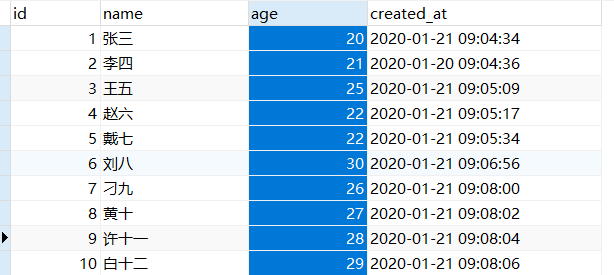 id name age created_at
1 张三 20 2020-01-21 09:04:34
2 李四 21 2020-01-20 09:04:36
3 王五 25 2020-01-21 09:05:09
4 赵六 22 2020-01-21 09:05:17
5 戴七 22 2020-01-21 09:05:34
6 刘八 30 2020-01-21 09:06:56
7 刁九 26 2020-01-21 09:08:00
8 黄十 27 2020-01-21 09:08:02
9 许十一 28 2020-01-21 09:08:04
10 白十二 29 2020-01-21 09:08:06